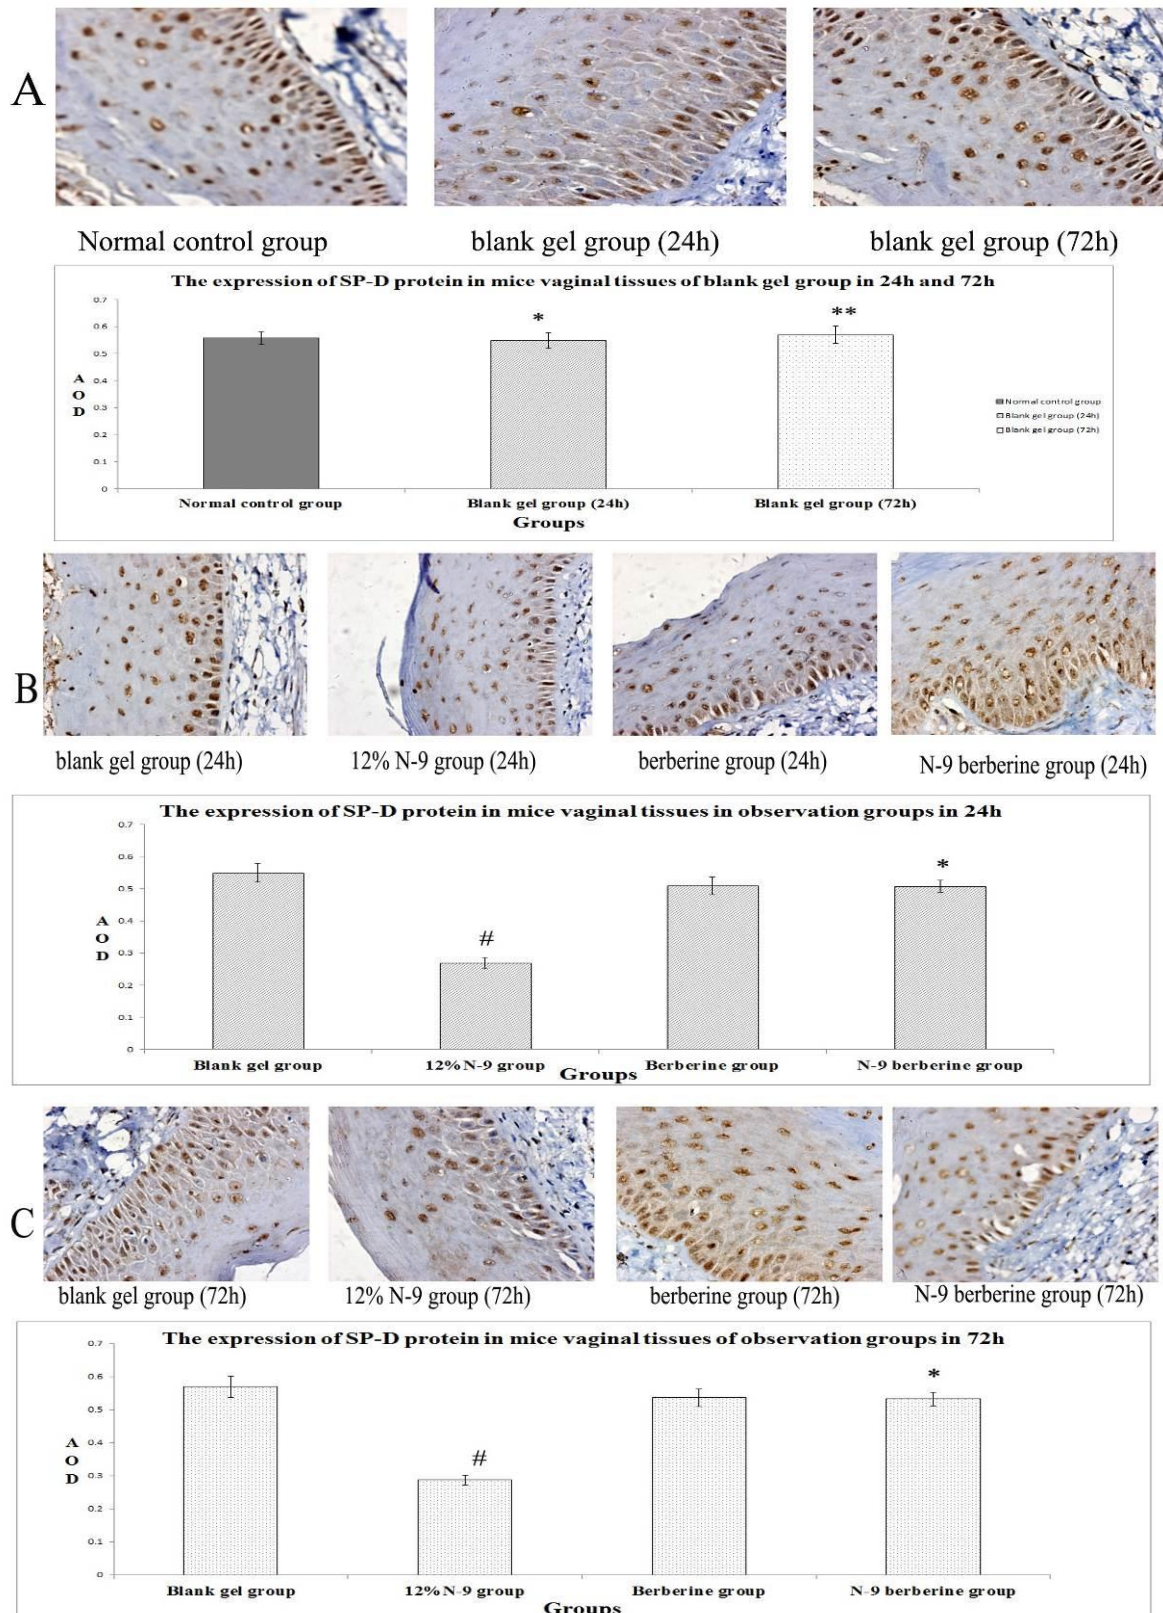 A
Normal control group
blank gel group (24h)
blank gel group (72h)
The expression of SP-D protein in mice vaginal tissues of blank gel group in 24h and 72h
0.7
0.6
0.5
0.4
0.3
0.2
0.1
0
A
O
D
*
**
Normal control group
Blank gel group (24h)
Blank gel group (72h)
Normal control group
Blank gel group (24h)
Blank gel group (72h)
Groups
B
blank gel group (24h)
12% N-9 group (24h)
berberine group (24h)
N-9 berberine group (24h)
The expression of SP-D protein in mice vaginal tissues in observation groups in 24h
0.7
0.6
0.5
0.4
0.3
0.2
0.1
0
A
O
D
#
*
Blank gel group
12% N-9 group
Berberine group
N-9 berberine group
Groups
C
blank gel group (72h)
12% N-9 group (72h)
berberine group (72h)
N-9 berberine group (72h)
The expression of SP-D protein in mice vaginal tissues of observation groups in 72h
0.7
0.6
0.5
0.4
0.3
0.2
0.1
0
A
O
D
#
*
Blank gel group
12% N-9 group
Berberine group
N-9 berberine group
Groups